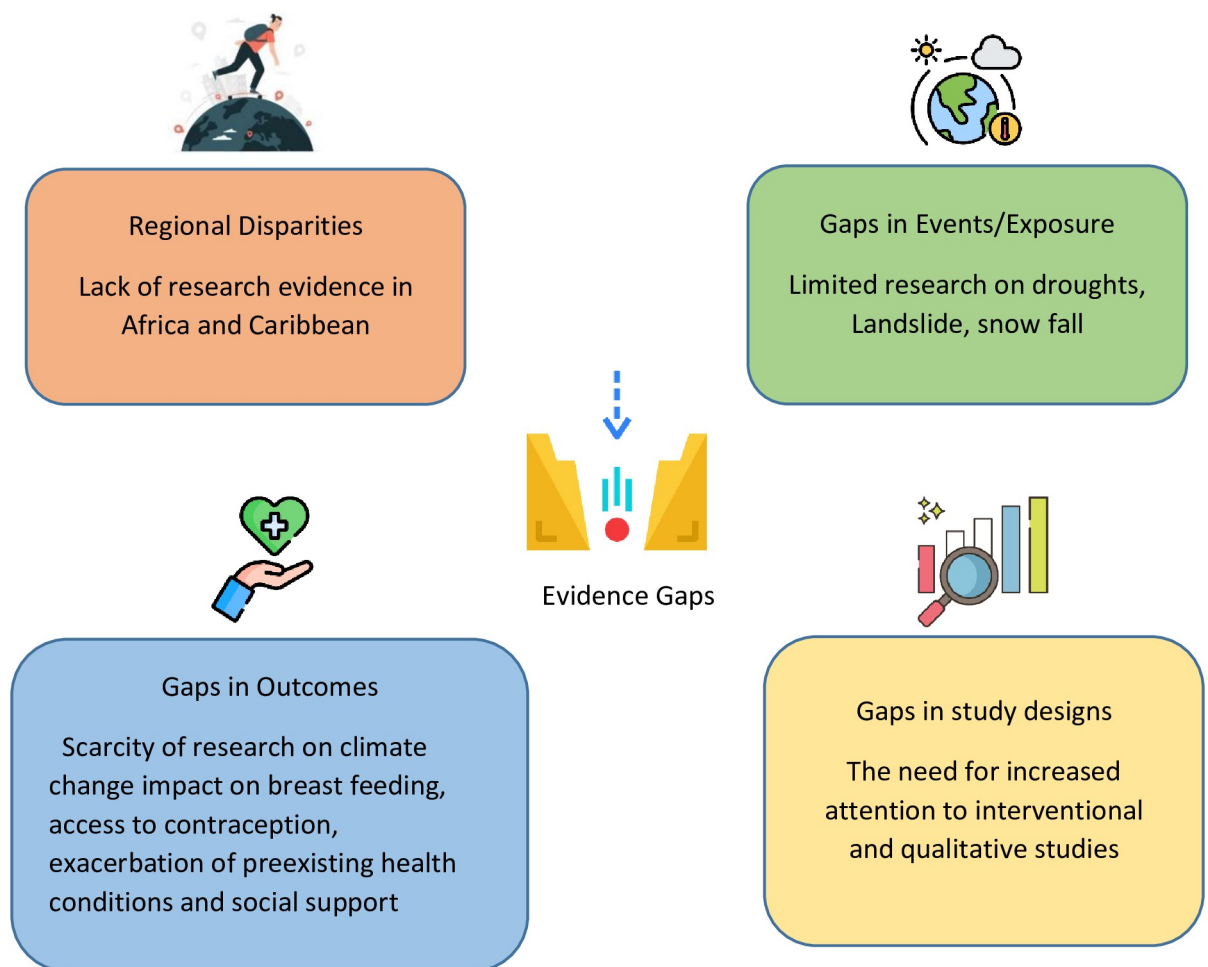 Regional Disparities
Lack of research evidence in
Africa and Caribbean
Gaps in Events/Exposure
Limited research on droughts,
Landslide, snow fall
Evidence Gaps
Gaps in Outcomes
Scarcity of research on climate
change impact on breast feeding,
access to contraception,
exacerbation of preexisting health
conditions and social support
Gaps in study designs
The need for increased
attention to interventional
and qualitative studies